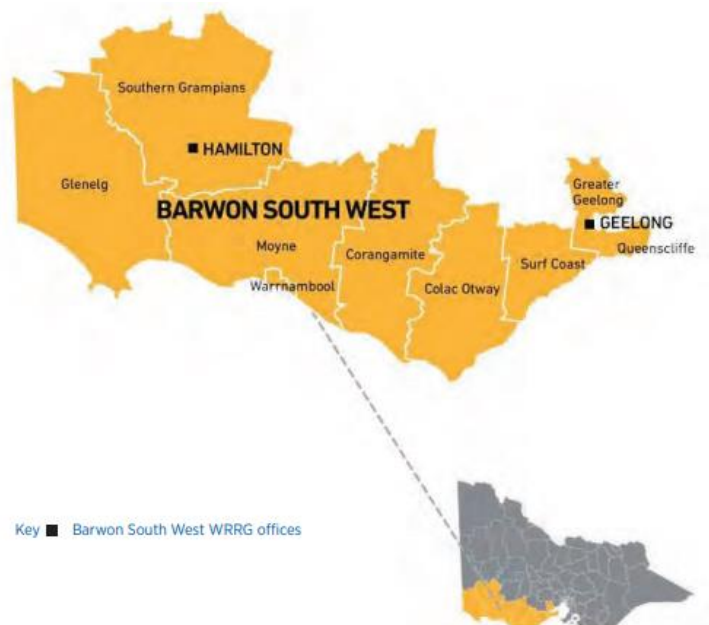 Southern Grampians
HAMILTON
Glenelg
Greater
Geelong
BARWON SOUTH WEST
GEELONG
Moyne
Queenscliffe
Corangamite
Surf Coast
Warrnambool
Colac Otway
Key Barwon South West WRRG offices